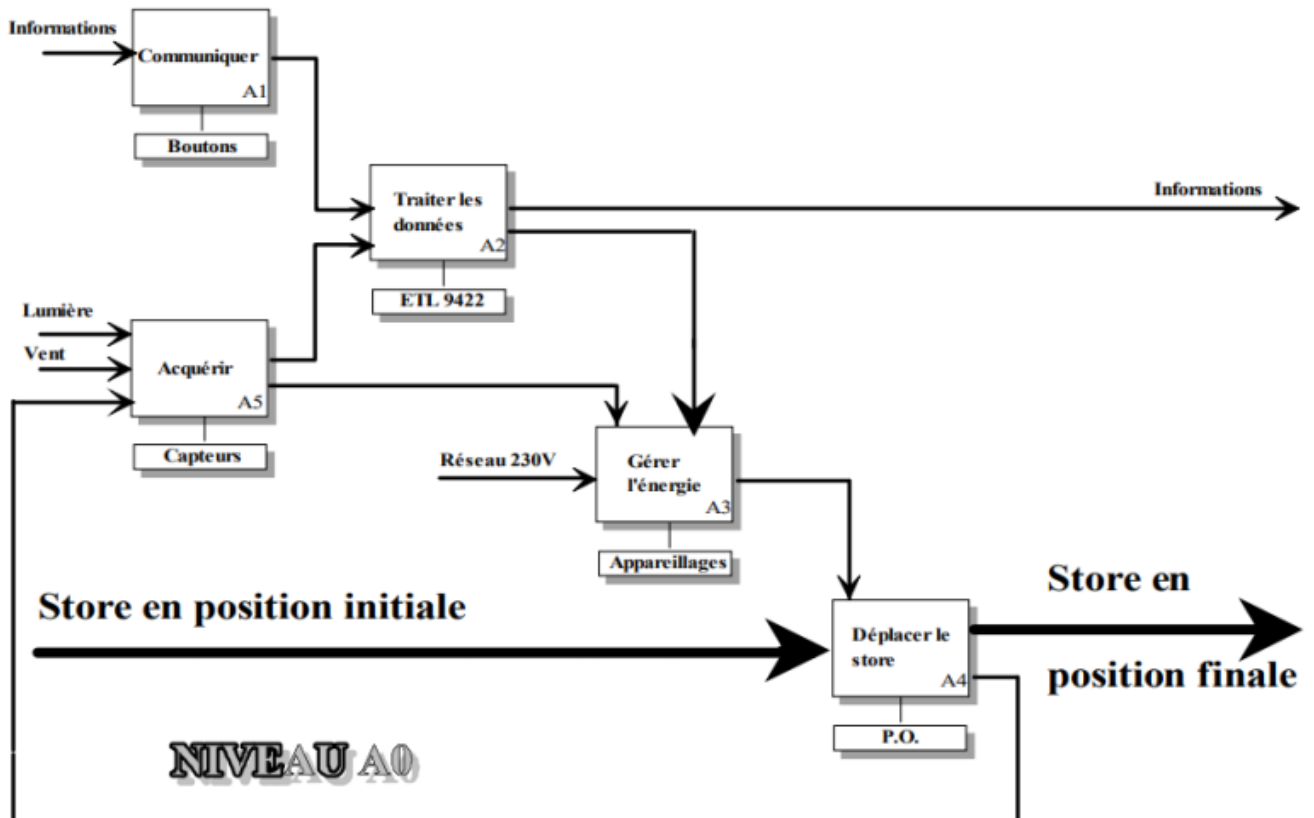 Informations
Communiquer
A1
Boutons
Traiter les
données
A2
ETL 9422
Informations
Lumière
Vent
Acquérir
A5
Capteurs
Réseau 230V
Gérer
l'énergie
A3
Appareillages
Store en position initiale
Déplacer le
store
A4
P.O.
Store en
position finale
NIVEAU A0